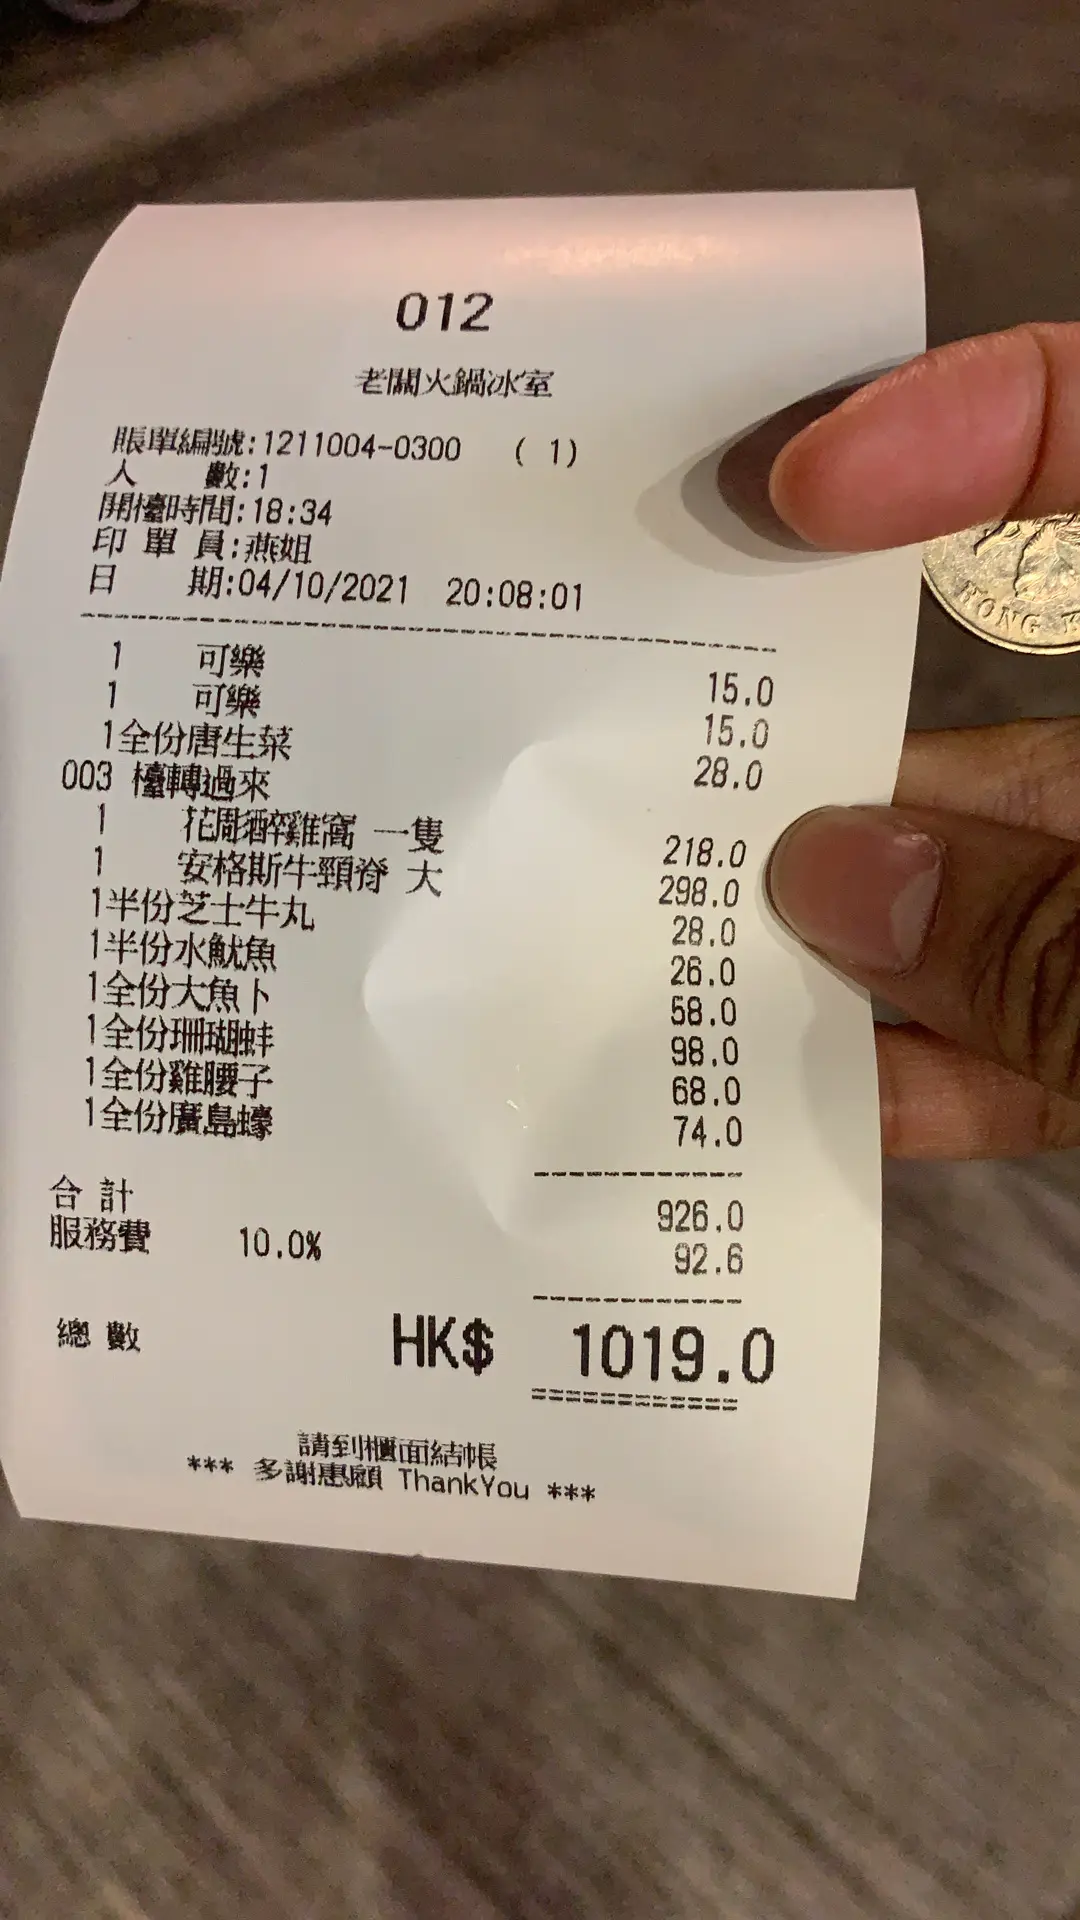 012
老闆火鍋冰室
賬單編號:1211004-0300 ( 1)
人 數:1
開檯時間:18:34
印 單 員:燕姐
日 期:04/10/2021 20:08:01
1 可樂 15.0
1 可樂 15.0
1全份唐生菜 28.0
003 檯轉過來
1 花周醉雞窩 一隻 218.0
1 安格斯牛頸脊 大 298.0
1半份芝士牛丸 28.0
1半份水魷魚 26.0
1全份大魚卜 58.0
1全份珊瑚蚌 98.0
1全份雞腰子 68.0
1全份廣島蠔 74.0
合 計 926.0
服務費 10.0% 92.6
總 數 HK$ 1019.0
請到櫃面結帳
*** 多謝惠顧 ThankYou ***
HONG K